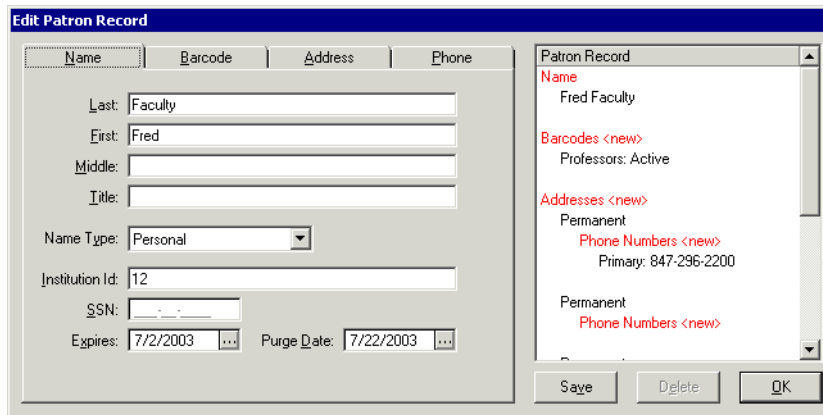 Edit Patron Record
Name Barcode Address Phone
Last: Faculty
First: Fred
Middle:
Title:
Name Type: Personal
Institution Id: 12
SSN: ___-__-____
Expires: 7/2/2003 ... Purge Date: 7/22/2003 ...
Patron Record
Name
Fred Faculty
Barcodes <new>
Professors: Active
Addresses <new>
Permanent
Phone Numbers <new>
Primary: 847-296-2200
Permanent
Phone Numbers <new>
Save Delete OK